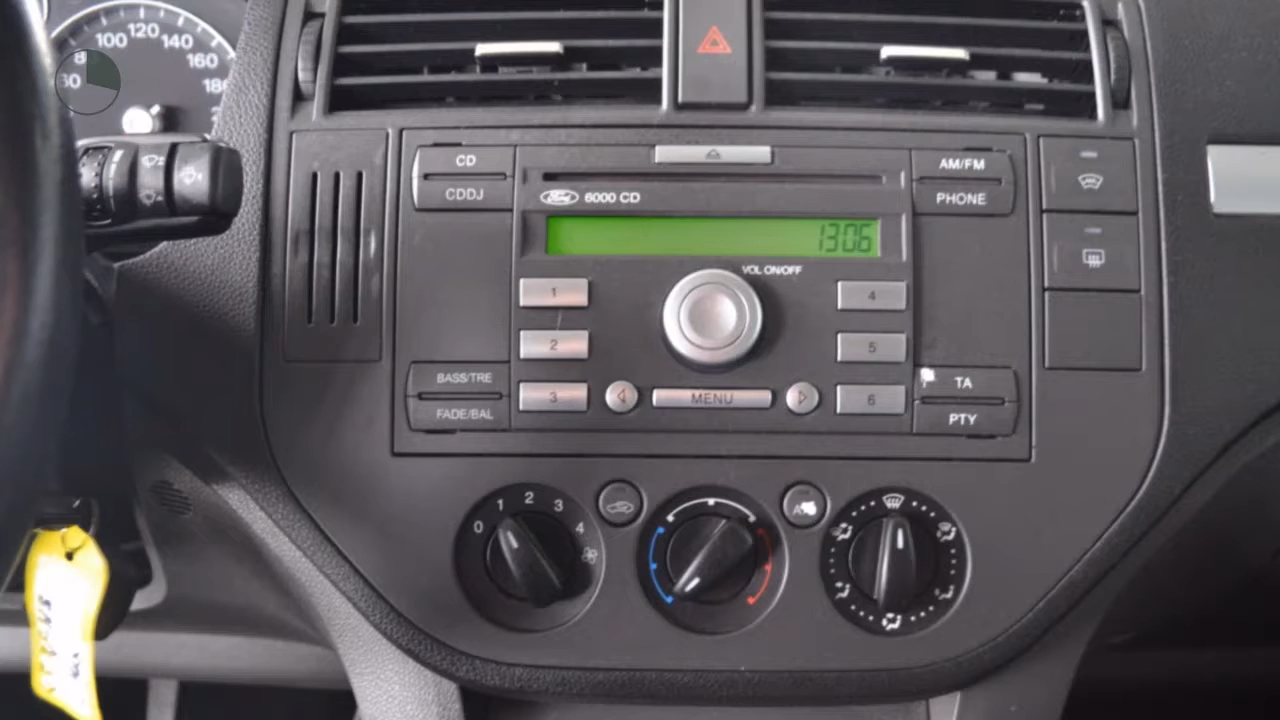 100 120 140 160
CD
CDDJ
Ford 6000 CD
AM/FM
PHONE
1306
VOL ON/OFF
1
2
3
4
5
6
MENU
BASS/TRE
FADE/BAL
TA
PTY
0 1 2 3 4